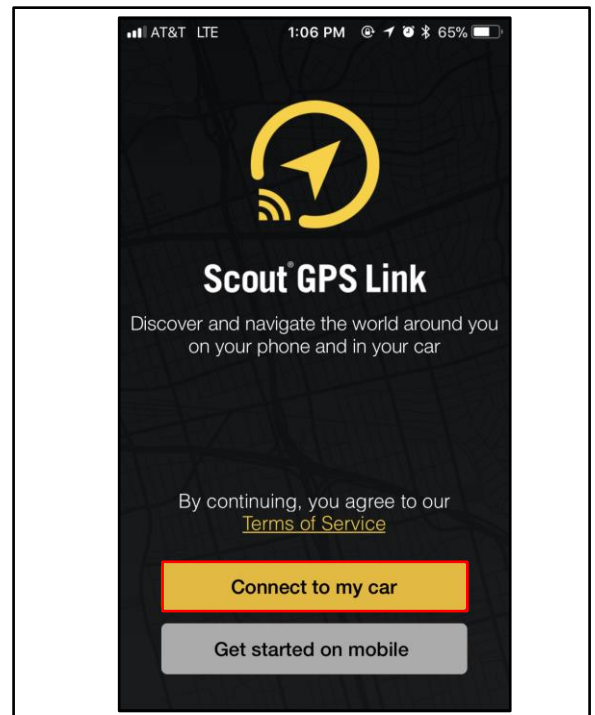 AT&T LTE 1:06 PM 65%
Scout® GPS Link
Discover and navigate the world around you
on your phone and in your car
By continuing, you agree to our
Terms of Service
Connect to my car
Get started on mobile